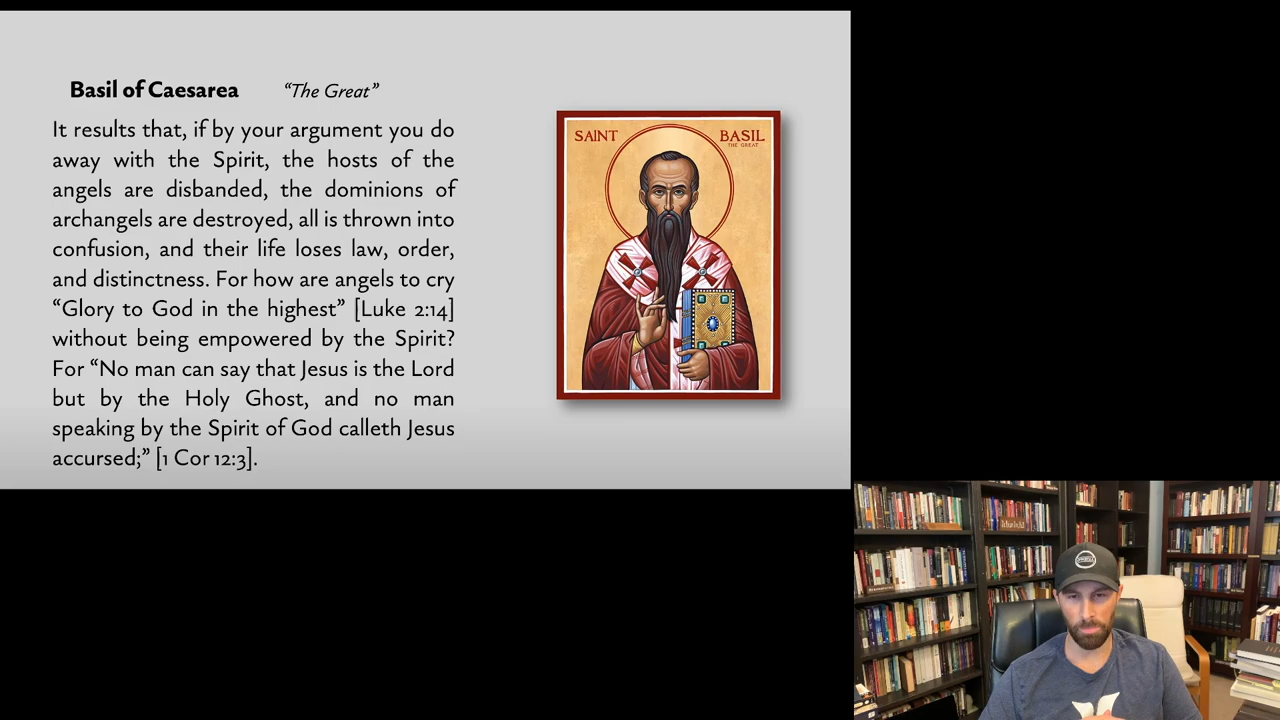 Basil of Caesarea “The Great”
It results that, if by your argument you do
away with the Spirit, the hosts of the
angels are disbanded, the dominions of
archangels are destroyed, all is thrown into
confusion, and their life loses law, order,
and distinctness. For how are angels to cry
“Glory to God in the highest” [Luke 2:14]
without being empowered by the Spirit?
For “No man can say that Jesus is the Lord
but by the Holy Ghost, and no man
speaking by the Spirit of God calleth Jesus
accursed;” [1 Cor 12:3].
SAINT BASIL
THE GREAT